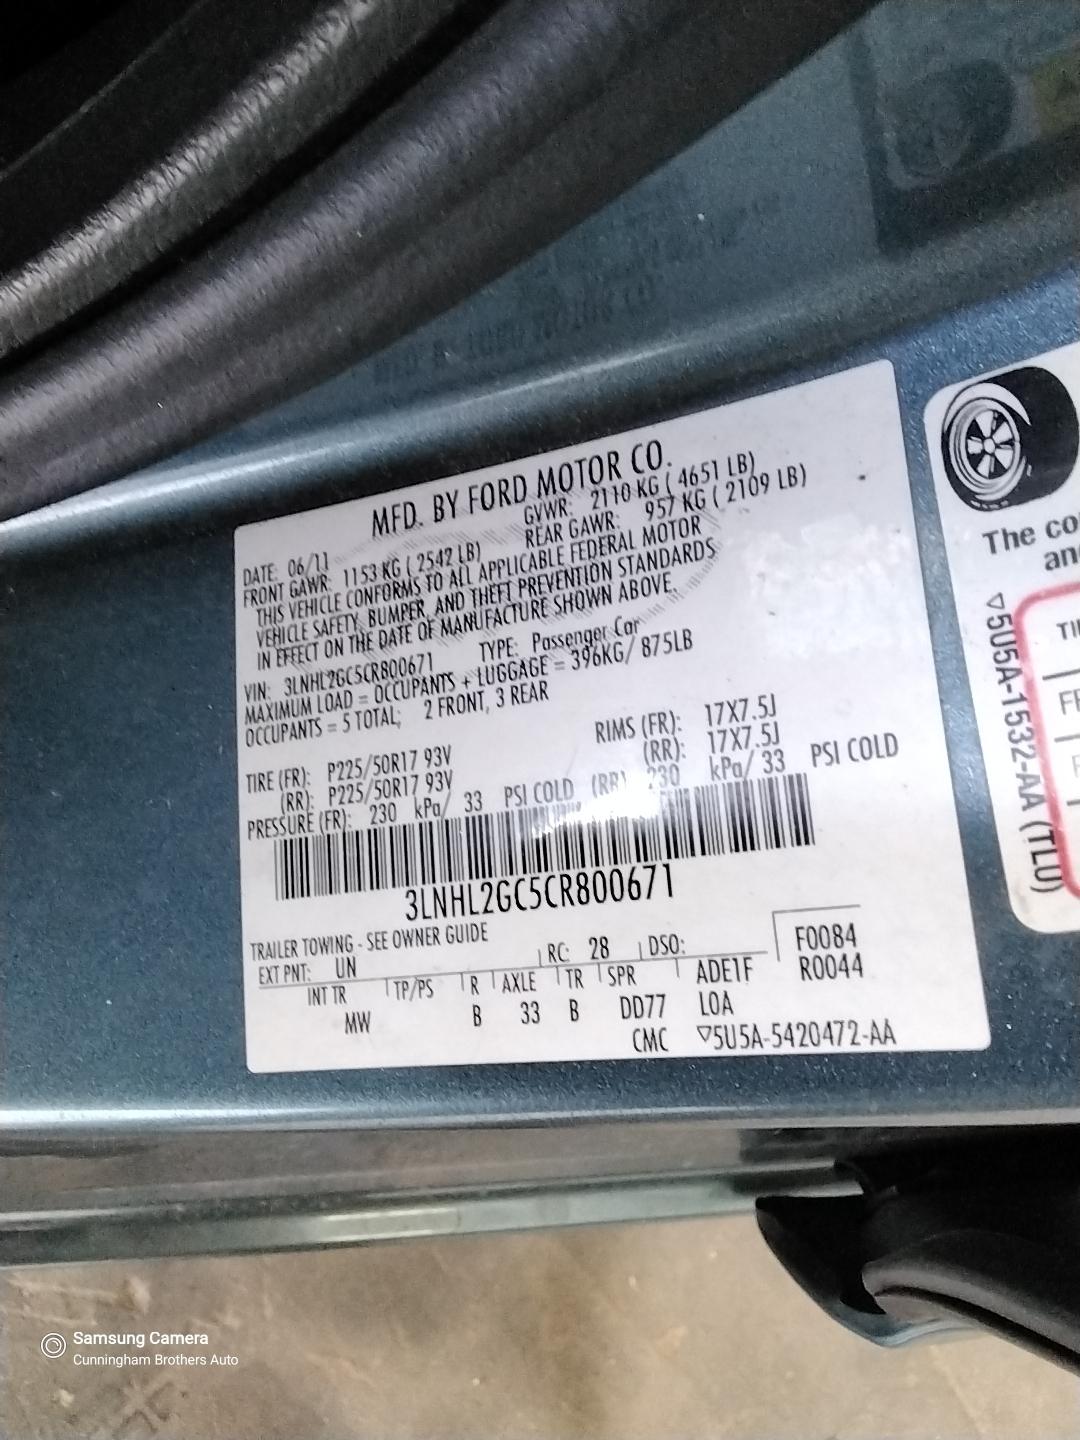 MFD. BY FORD MOTOR CO.
DATE: 06/11 GVWR: 2110 KG ( 4651 LB)
FRONT GAWR: 1153 KG ( 2542 LB) REAR GAWR: 957 KG ( 2109 LB)
THIS VEHICLE CONFORMS TO ALL APPLICABLE FEDERAL MOTOR
VEHICLE SAFETY, BUMPER, AND THEFT PREVENTION STANDARDS
IN EFFECT ON THE DATE OF MANUFACTURE SHOWN ABOVE.
VIN: 3LNHL2GC5CR800671 TYPE: Passenger Car
MAXIMUM LOAD = OCCUPANTS + LUGGAGE = 396KG/ 875LB
OCCUPANTS = 5 TOTAL; 2 FRONT, 3 REAR
TIRE (FR): P225/50R17 93V RIMS (FR): 17X7.5J
(RR): P225/50R17 93V (RR): 17X7.5J
PRESSURE (FR): 230 kPa/ 33 PSI COLD (RR) 230 kPa/ 33 PSI COLD
3LNHL2GC5CR800671
TRAILER TOWING - SEE OWNER GUIDE
EXT PNT: UN RC: 28 DSO: F0084
INT TR TP/PS R AXLE TR SPR ADE1F R0044
MW B 33 B DD77 LOA
CMC ▽5U5A-5420472-AA
The co
an
▽5U5A-1532-AA (TLU)
TI
Samsung Camera
Cunningham Brothers Auto